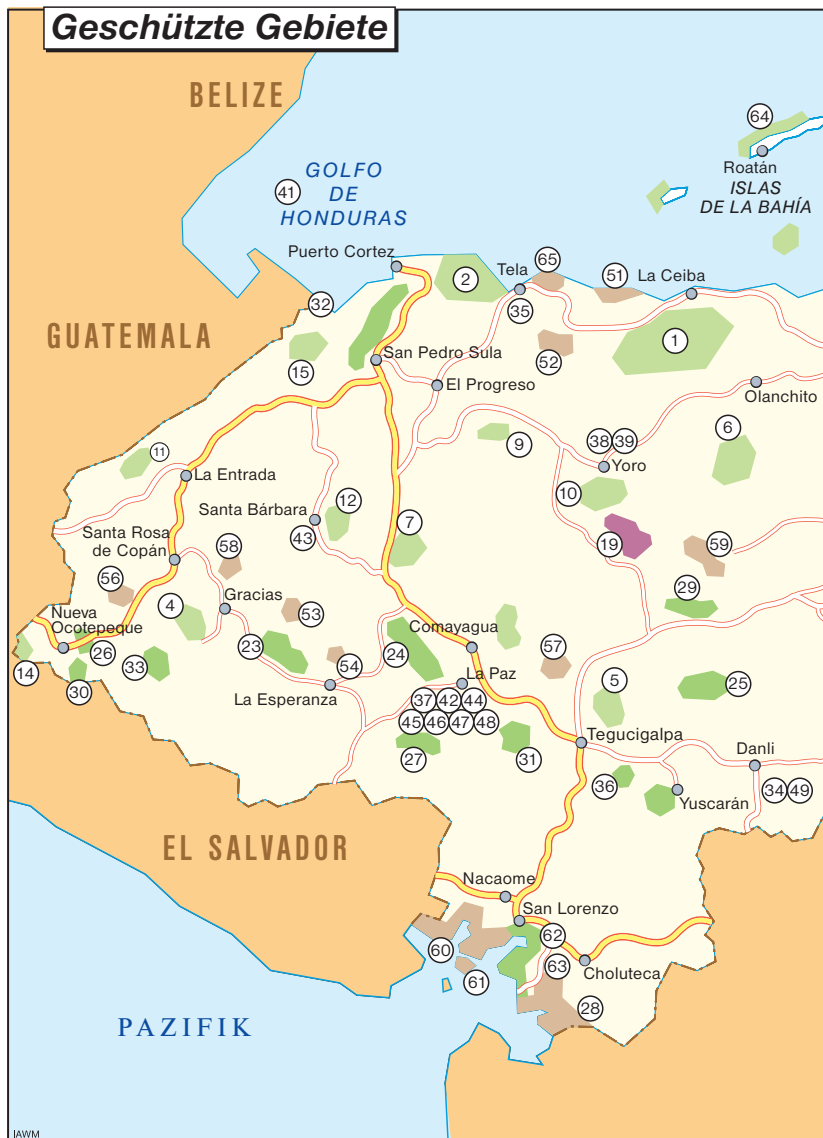 Geschützte Gebiete
BELIZE
64
Roatán
ISLAS
DE LA BAHÍA
41
GOLFO
DE
HONDURAS
Puerto Cortez
2
Tela
65
51
La Ceiba
32
35
GUATEMALA
1
15
San Pedro Sula
52
El Progreso
Olanchito
11
9
38 39
6
La Entrada
Yoro
10
Santa Bárbara
12
43
7
Santa Rosa
de Copán
58
19
59
56
4
Gracias
53
29
Nueva
Ocotepeque
Comayagua
26
33
23
54
24
57
14
30
La Esperanza
La Paz
5
25
37 42 44
45 46 47 48
27
31
Tegucigalpa
Danli
36
Yuscarán
34 49
EL SALVADOR
Nacaome
San Lorenzo
62
60
63
Choluteca
61
28
PAZIFIK
IAWM